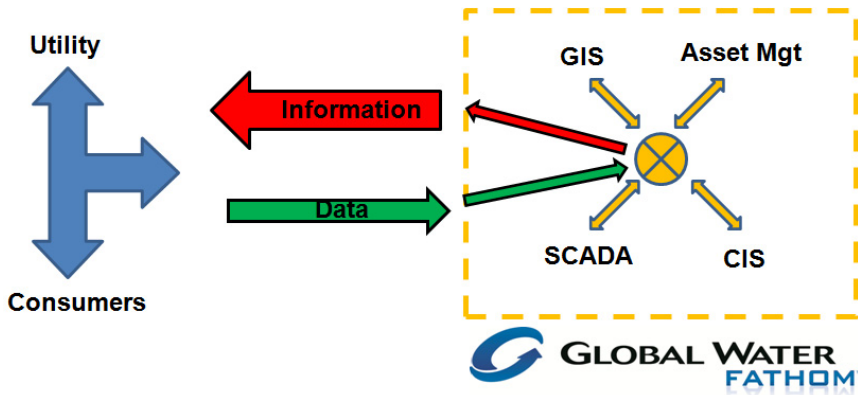 Utility
GIS
Asset Mgt
Information
Data
SCADA
CIS
Consumers
GLOBAL WATER
FATHOM